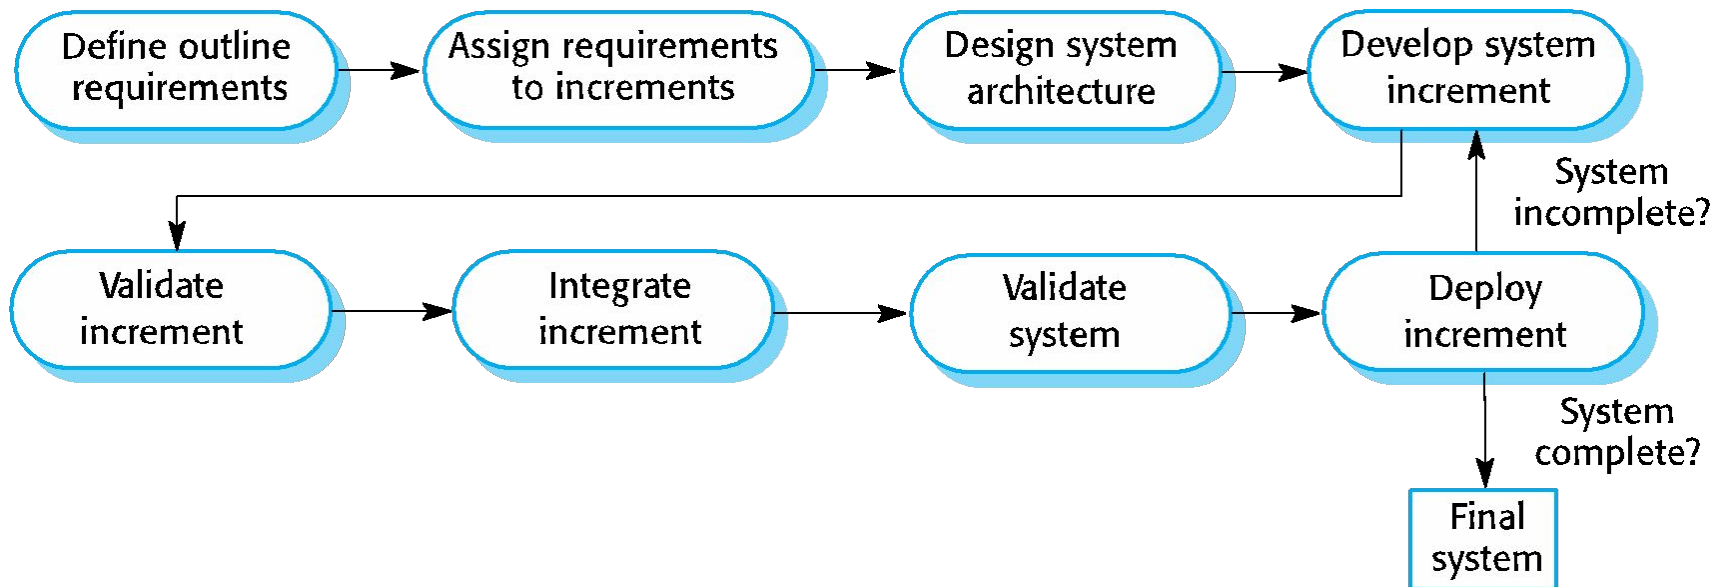 Define outline
requirements
Assign requirements
to increments
Design system
architecture
Develop system
increment
System
incomplete?
Validate
increment
Integrate
increment
Validate
system
Deploy
increment
System
complete?
Final
system